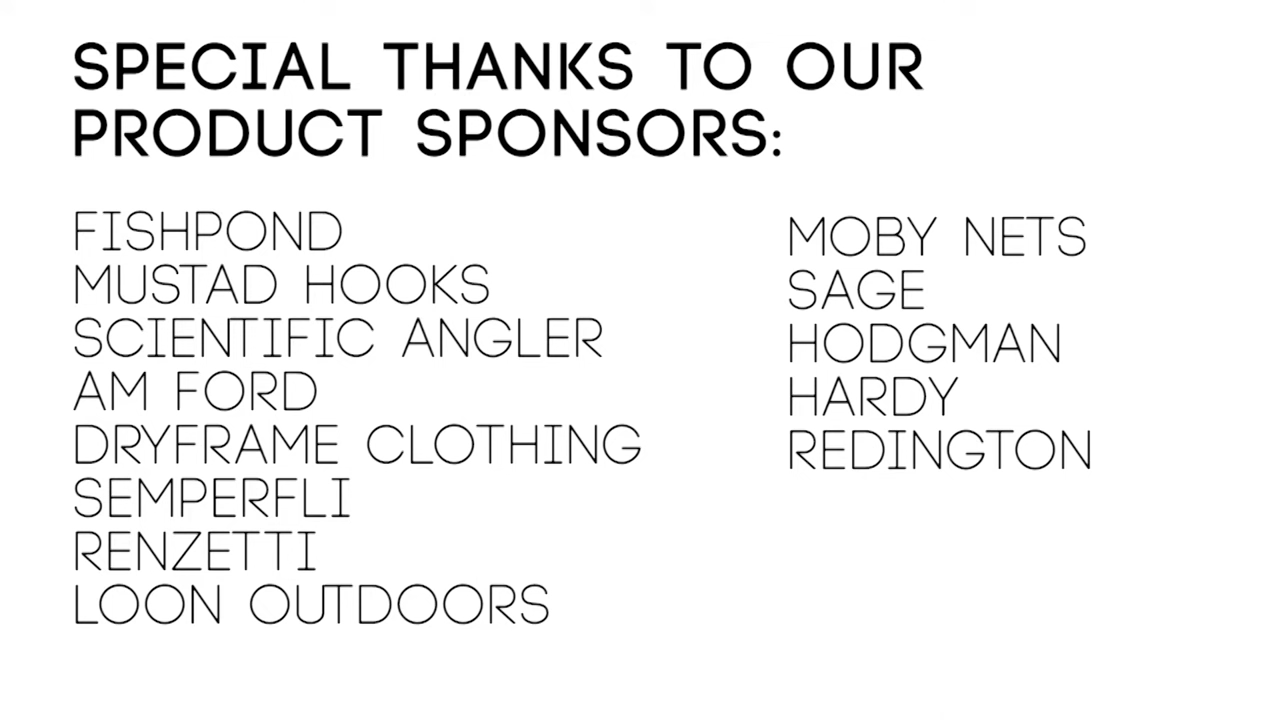 SPECIAL THANKS TO OUR
PRODUCT SPONSORS:
FISHPOND
MUSTAD HOOKS
SCIENTIFIC ANGLER
AM FORD
DRYFRAME CLOTHING
SEMPERFLI
RENZETTI
LOON OUTDOORS
MOBY NETS
SAGE
HODGMAN
HARDY
REDINGTON